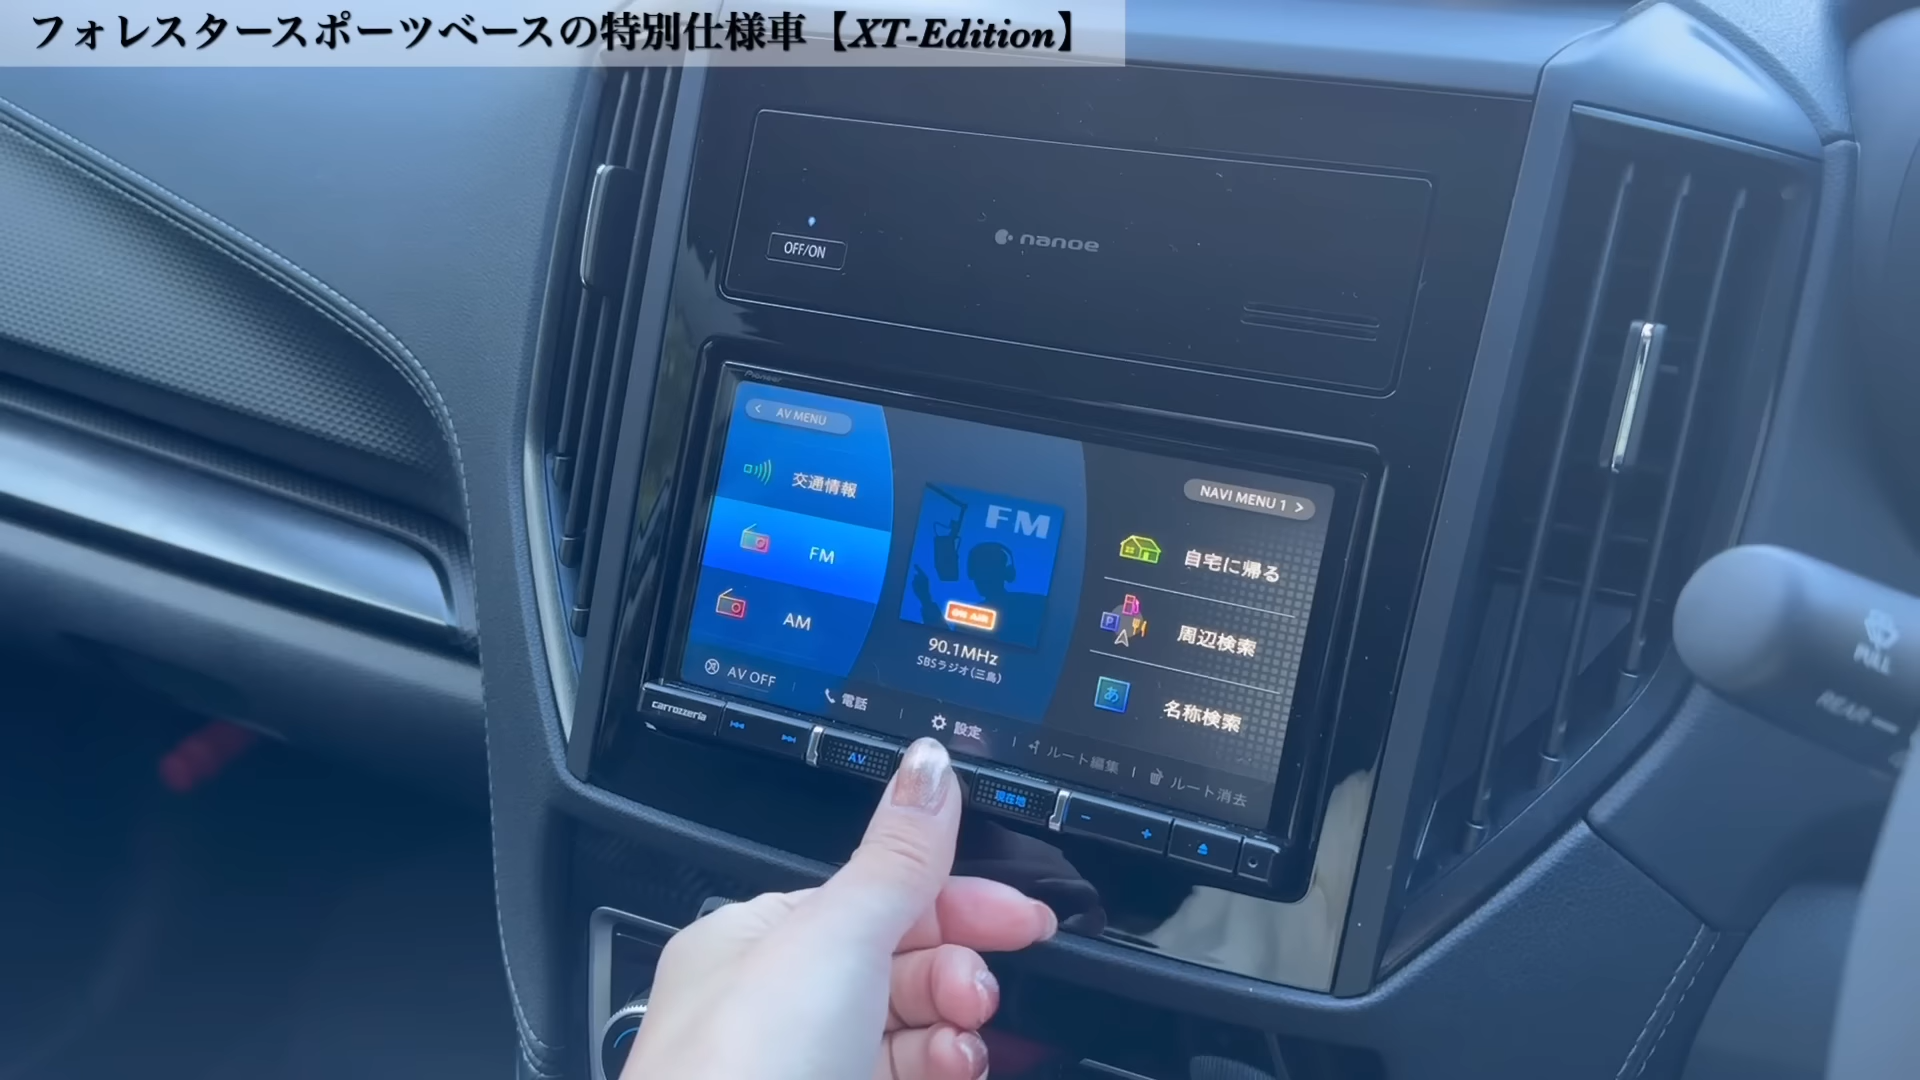 フォレスタースポーツベースの特別仕様車【XT-Edition】
OFF/ON
nanoe
Pioneer
AV MENU
交通情報
FM
AM
AV OFF
電話
設定
ルート編集
ルート消去
FM
ON AIR
90.1MHz
SBSラジオ(三島)
NAVI MENU 1
自宅に帰る
P
周辺検索
あ
名称検索
carrozzeria
AV
現在地
PULL
REAR